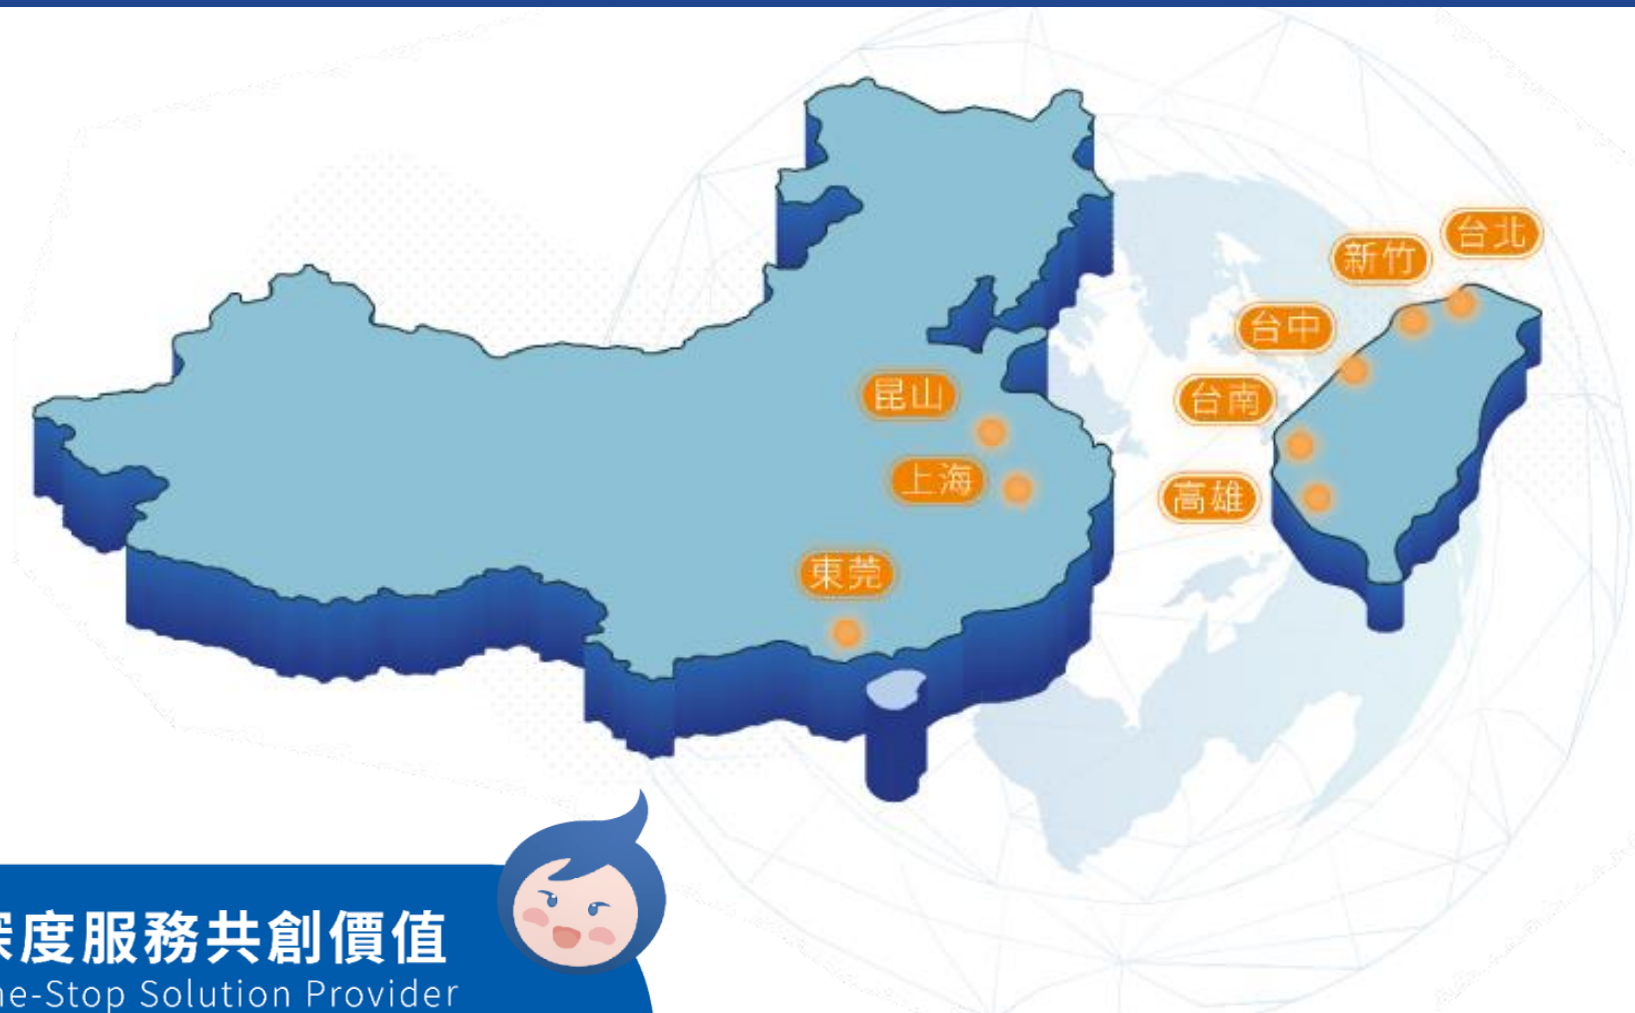 台北
新竹
台中
台南
高雄
昆山
上海
東莞
深度服務共創價值
ne-Stop Solution Provider